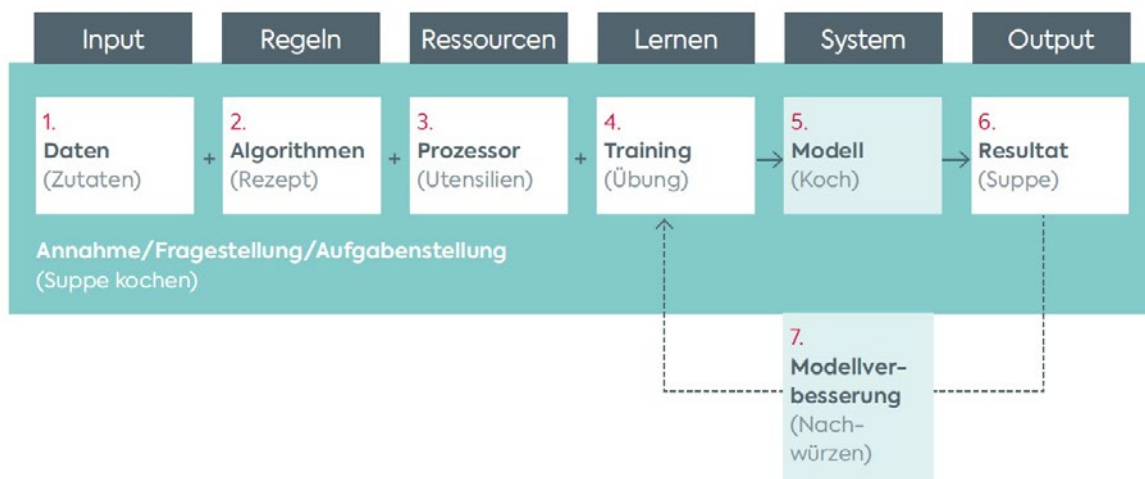 Input
Regeln
Ressourcen
Lernen
System
Output
1.
Daten
(Zutaten)
+
2.
Algorithmen
(Rezept)
+
3.
Prozessor
(Utensilien)
+
4.
Training
(Übung)
5.
Modell
(Koch)
6.
Resultat
(Suppe)
Annahme/Fragestellung/Aufgabenstellung
(Suppe kochen)
7.
Modellver-
besserung
(Nach-
würzen)